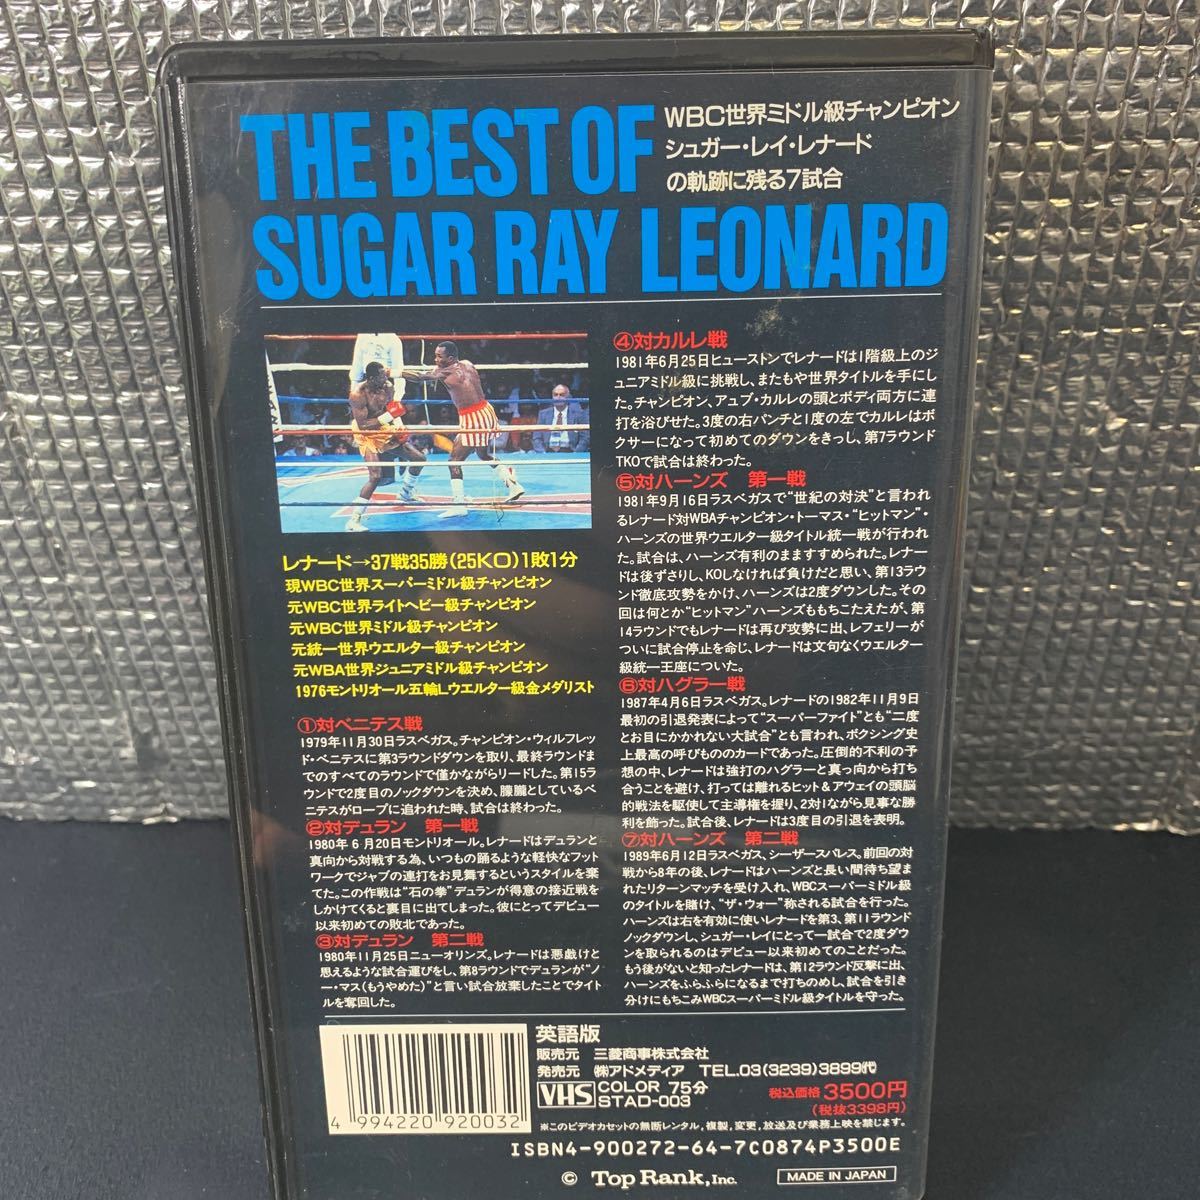 THE BEST OF
SUGAR RAY LEONARD
WBC世界ミドル級チャンピオン
シュガー・レイ・レナード
の軌跡に残る7試合
レナード→37戦35勝(25KO)1敗1分
現WBC世界スーパーミドル級チャンピオン
元WBC世界ライトヘビー級チャンピオン
元WBC世界ミドル級チャンピオン
元統一世界ウエルター級チャンピオン
元WBA世界ジュニアミドル級チャンピオン
1976モントリオール五輪Lウエルター級金メダリスト
①対ベニテス戦
1979年11月30日ラスベガス。チャンピオン・ウィルフレッ
ド・ベニテスに第3ラウンドダウンを取り、最終ラウンドま
でのすべてのラウンドで僅かながらリードした。第15ラ
ウンドで2度目のノックダウンを決め、朦朧としているベ
ニテスがロープに追われた時、試合は終わった。
②対デュラン 第一戦
1980年6月20日モントリオール。レナードはデュランと
真向から対戦する為、いつもの踊るような軽快なフット
ワークでジャブの連打をお見舞するというスタイルを棄
てた。この作戦は“石の拳”デュランが得意の接近戦を
しかけてくると裏目に出てしまった。彼にとってデビュー
以来初めての敗北であった。
③対デュラン 第二戦
1980年11月25日ニューオリンズ。レナードは悪戯けと
思えるような試合運びをし、第8ラウンドでデュランが“ノ
ー・マス(もうやめた)”と言い試合放棄したことでタイト
ルを奪回した。
④対カルレ戦
1981年6月25日ヒューストンでレナードは1階級上のジ
ュニアミドル級に挑戦し、またもや世界タイトルを手にし
た。チャンピオン、アュブ・カルレの頭とボディ両方に連
打を浴びせた。3度の右パンチと1度の左でカルレはボ
クサーになって初めてのダウンをきっし、第7ラウンド
TKOで試合は終わった。
⑤対ハーンズ 第一戦
1981年9月16日ラスベガスで“世紀の対決”と言われ
るレナード対WBAチャンピオン・トーマス・“ヒットマン”・
ハーンズの世界ウエルター級タイトル統一戦が行われ
た。試合は、ハーンズ有利のまますすめられた。レナー
ドは後ずさりし、KOしなければ負けだと思い、第13ラウ
ンド徹底攻勢をかけ、ハーンズは2度ダウンした。その
回は何とか“ヒットマン”ハーンズももちこたえたが、第
14ラウンドでもレナードは再び攻勢に出、レフェリーが
ついに試合停止を命じ、レナードは文句なくウエルター
級統一王座についた。
⑥対ハグラー戦
1987年4月6日ラスベガス。レナードの1982年11月9日
最初の引退発表によって“スーパーファイト”とも“二度
とお目にかかれない大試合”とも言われ、ボクシング史
上最高の呼びもののカードであった。圧倒的不利の予
想の中、レナードは強打のハグラーと真っ向から打ち
合うことを避け、打っては離れるヒット&アウェイの頭脳
的戦法を駆使して主導権を握り、2対1ながら見事な勝
利を飾った。試合後、レナードは3度目の引退を表明。
⑦対ハーンズ 第二戦
1989年6月12日ラスベガス、シーザースパレス。前回の対
戦から8年の後、レナードはハーンズと長い間待ち望ま
れたリターンマッチを受け入れ、WBCスーパーミドル級
のタイトルを賭け、“ザ・ウォー”称される試合を行った。
ハーンズは右を有効に使いレナードを第3、第11ラウンド
ノックダウンし、シュガー・レイにとって一試合で2度ダウ
ンを取られるのはデビュー以来初めてのことだった。
もう後がないと知ったレナードは、第12ラウンド反撃に出、
ハーンズをふらふらになるまで打ちのめし、試合を引き
分けにもちこみWBCスーパーミドル級タイトルを守った。
英語版
販売元 三菱商事株式会社
発売元 ㈱アドメディア TEL.03(3239)3899代
VHS COLOR 75分
STAD-003
税込価格3500円
(税抜3398円)
※このビデオカセットの無断レンタル,複製,変更,放送及び業務上映を禁じます。
4 994220 920032
ISBN4-900272-64-7C0874P3500E
© Top Rank, Inc.
MADE IN JAPAN